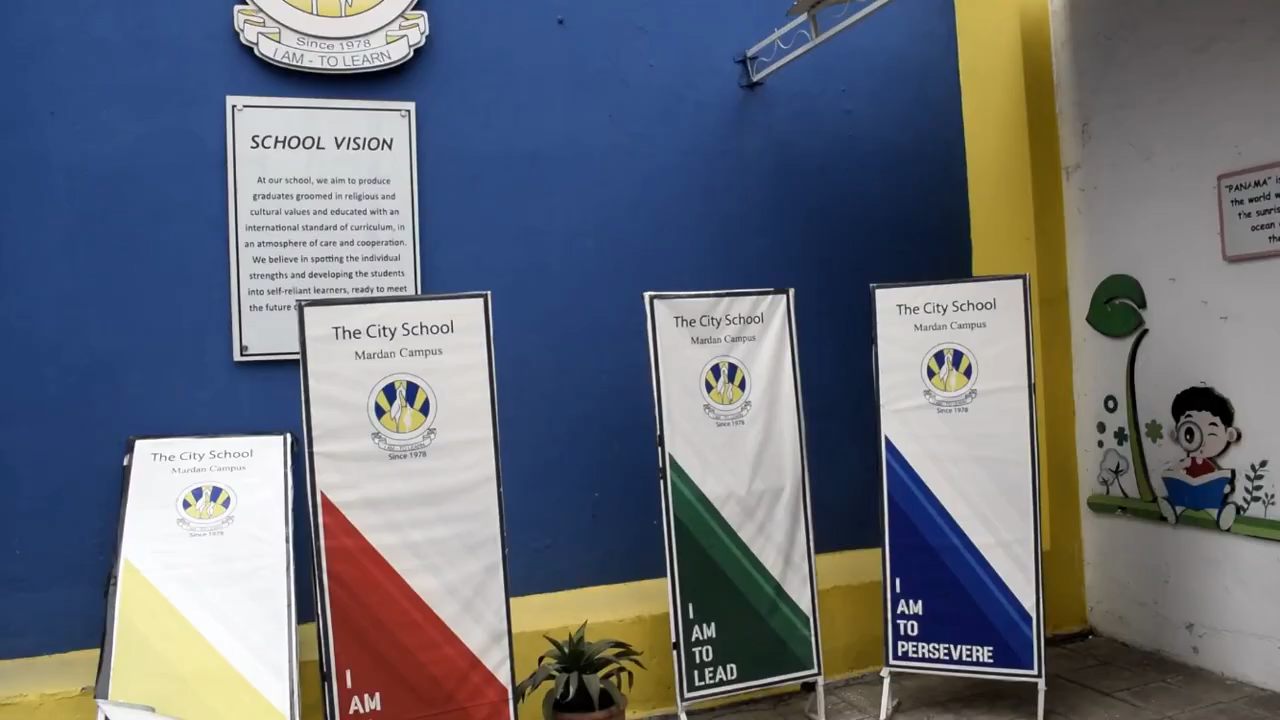 Since 1978
I AM - TO LEARN
SCHOOL VISION
At our school, we aim to produce
graduates groomed in religious and
cultural values and educated with an
international standard of curriculum, in
an atmosphere of care and cooperation.
We believe in spotting the individual
strengths and developing the students
into self-reliant learners, ready to meet
the future
The City School
Mardan Campus
Since 1978
The City School
Mardan Campus
I AM - TO LEARN
Since 1978
I
AM
The City School
Mardan Campus
Since 1978
I
AM
TO
LEAD
The City School
Mardan Campus
Since 1978
I
AM
TO
PERSEVERE
"PANAMA" is
the world w
the sunris
ocean
the